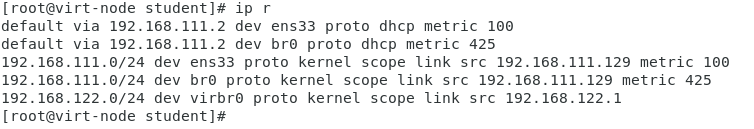 [root@virt-node student]# ip r
default via 192.168.111.2 dev ens33 proto dhcp metric 100
default via 192.168.111.2 dev br0 proto dhcp metric 425
192.168.111.0/24 dev ens33 proto kernel scope link src 192.168.111.129 metric 100
192.168.111.0/24 dev br0 proto kernel scope link src 192.168.111.129 metric 425
192.168.122.0/24 dev virbr0 proto kernel scope link src 192.168.122.1
[root@virt-node student]#